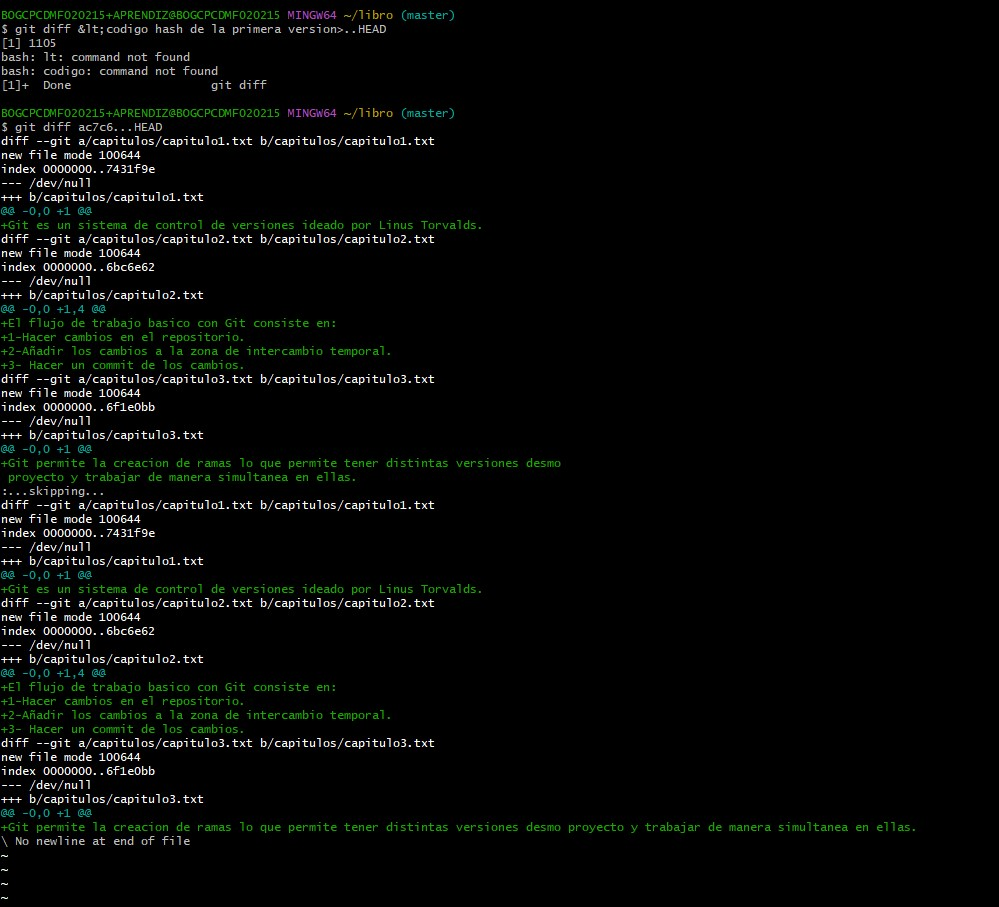 BOGCPCDMFO20215+APRENDIZ@BOGCPCDMFO20215 MINGW64 ~/libro (master)
$ git diff &lt;codigo hash de la primera version>..HEAD
[1] 1105
bash: lt: command not found
bash: codigo: command not found
[1]+  Done                    git diff
BOGCPCDMFO20215+APRENDIZ@BOGCPCDMFO20215 MINGW64 ~/libro (master)
$ git diff ac7c6...HEAD
diff --git a/capitulos/capitulo1.txt b/capitulos/capitulo1.txt
new file mode 100644
index 0000000..7431f9e
--- /dev/null
+++ b/capitulos/capitulo1.txt
@@ -0,0 +1 @@
+Git es un sistema de control de versiones ideado por Linus Torvalds.
diff --git a/capitulos/capitulo2.txt b/capitulos/capitulo2.txt
new file mode 100644
index 0000000..6bc6e62
--- /dev/null
+++ b/capitulos/capitulo2.txt
@@ -0,0 +1,4 @@
+El flujo de trabajo basico con Git consiste en:
+1-Hacer cambios en el repositorio.
+2-Añadir los cambios a la zona de intercambio temporal.
+3- Hacer un commit de los cambios.
diff --git a/capitulos/capitulo3.txt b/capitulos/capitulo3.txt
new file mode 100644
index 0000000..6f1e0bb
--- /dev/null
+++ b/capitulos/capitulo3.txt
@@ -0,0 +1 @@
+Git permite la creacion de ramas lo que permite tener distintas versiones desmo
 proyecto y trabajar de manera simultanea en ellas.
:...skipping...
diff --git a/capitulos/capitulo1.txt b/capitulos/capitulo1.txt
new file mode 100644
index 0000000..7431f9e
--- /dev/null
+++ b/capitulos/capitulo1.txt
@@ -0,0 +1 @@
+Git es un sistema de control de versiones ideado por Linus Torvalds.
diff --git a/capitulos/capitulo2.txt b/capitulos/capitulo2.txt
new file mode 100644
index 0000000..6bc6e62
--- /dev/null
+++ b/capitulos/capitulo2.txt
@@ -0,0 +1,4 @@
+El flujo de trabajo basico con Git consiste en:
+1-Hacer cambios en el repositorio.
+2-Añadir los cambios a la zona de intercambio temporal.
+3- Hacer un commit de los cambios.
diff --git a/capitulos/capitulo3.txt b/capitulos/capitulo3.txt
new file mode 100644
index 0000000..6f1e0bb
--- /dev/null
+++ b/capitulos/capitulo3.txt
@@ -0,0 +1 @@
+Git permite la creacion de ramas lo que permite tener distintas versiones desmo proyecto y trabajar de manera simultanea en ellas.
\ No newline at end of file
~
~
~
~